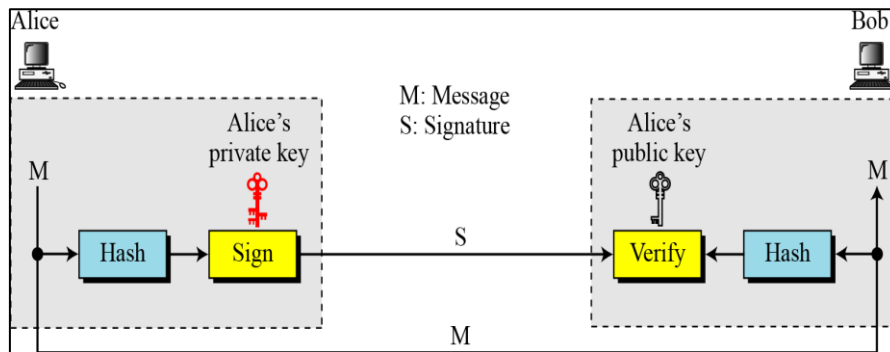 Alice
Bob
M: Message
S: Signature
Alice's
private key
Alice's
public key
M
M
Hash
Sign
S
Verify
Hash
M